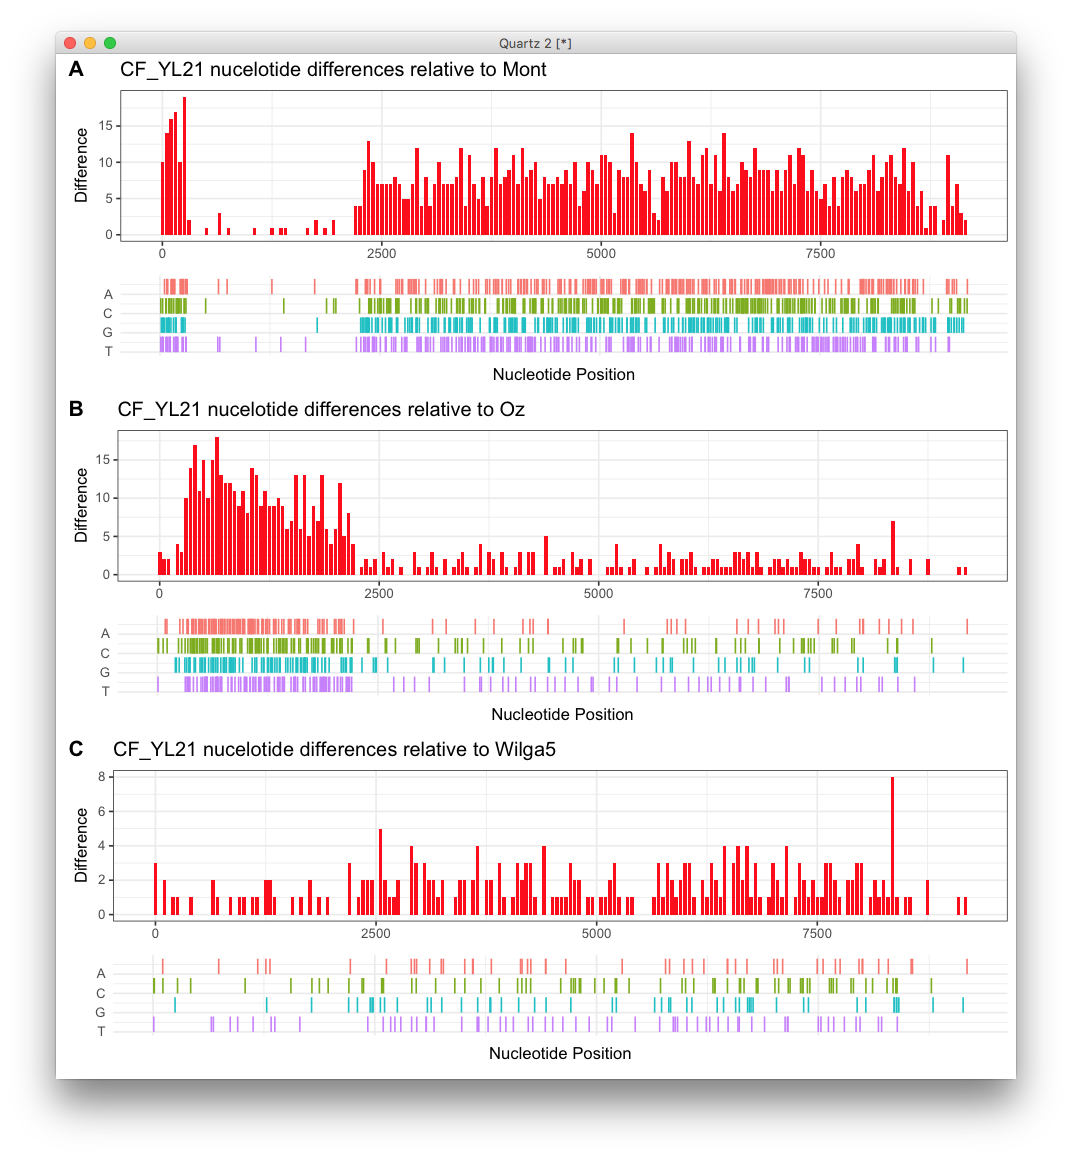 Quartz 2 [*]
A CF_YL21 nucelotide differences relative to Mont
Difference
15
10
5
0
0 2500 5000 7500
A
C
G
T
Nucleotide Position
B CF_YL21 nucelotide differences relative to Oz
Difference
15
10
5
0
0 2500 5000 7500
A
C
G
T
Nucleotide Position
C CF_YL21 nucelotide differences relative to Wilga5
Difference
8
6
4
2
0
0 2500 5000 7500
A
C
G
T
Nucleotide Position